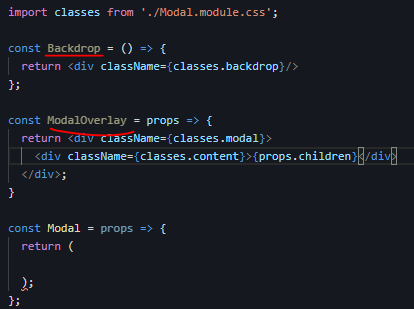 import classes from './Modal.module.css';
const Backdrop = () => {
return <div className={classes.backdrop}/>
};
const ModalOverlay = props => {
return <div className={classes.modal}>
<div className={classes.content}>{props.children}</div>
</div>;
}
const Modal = props => {
return (
);
};